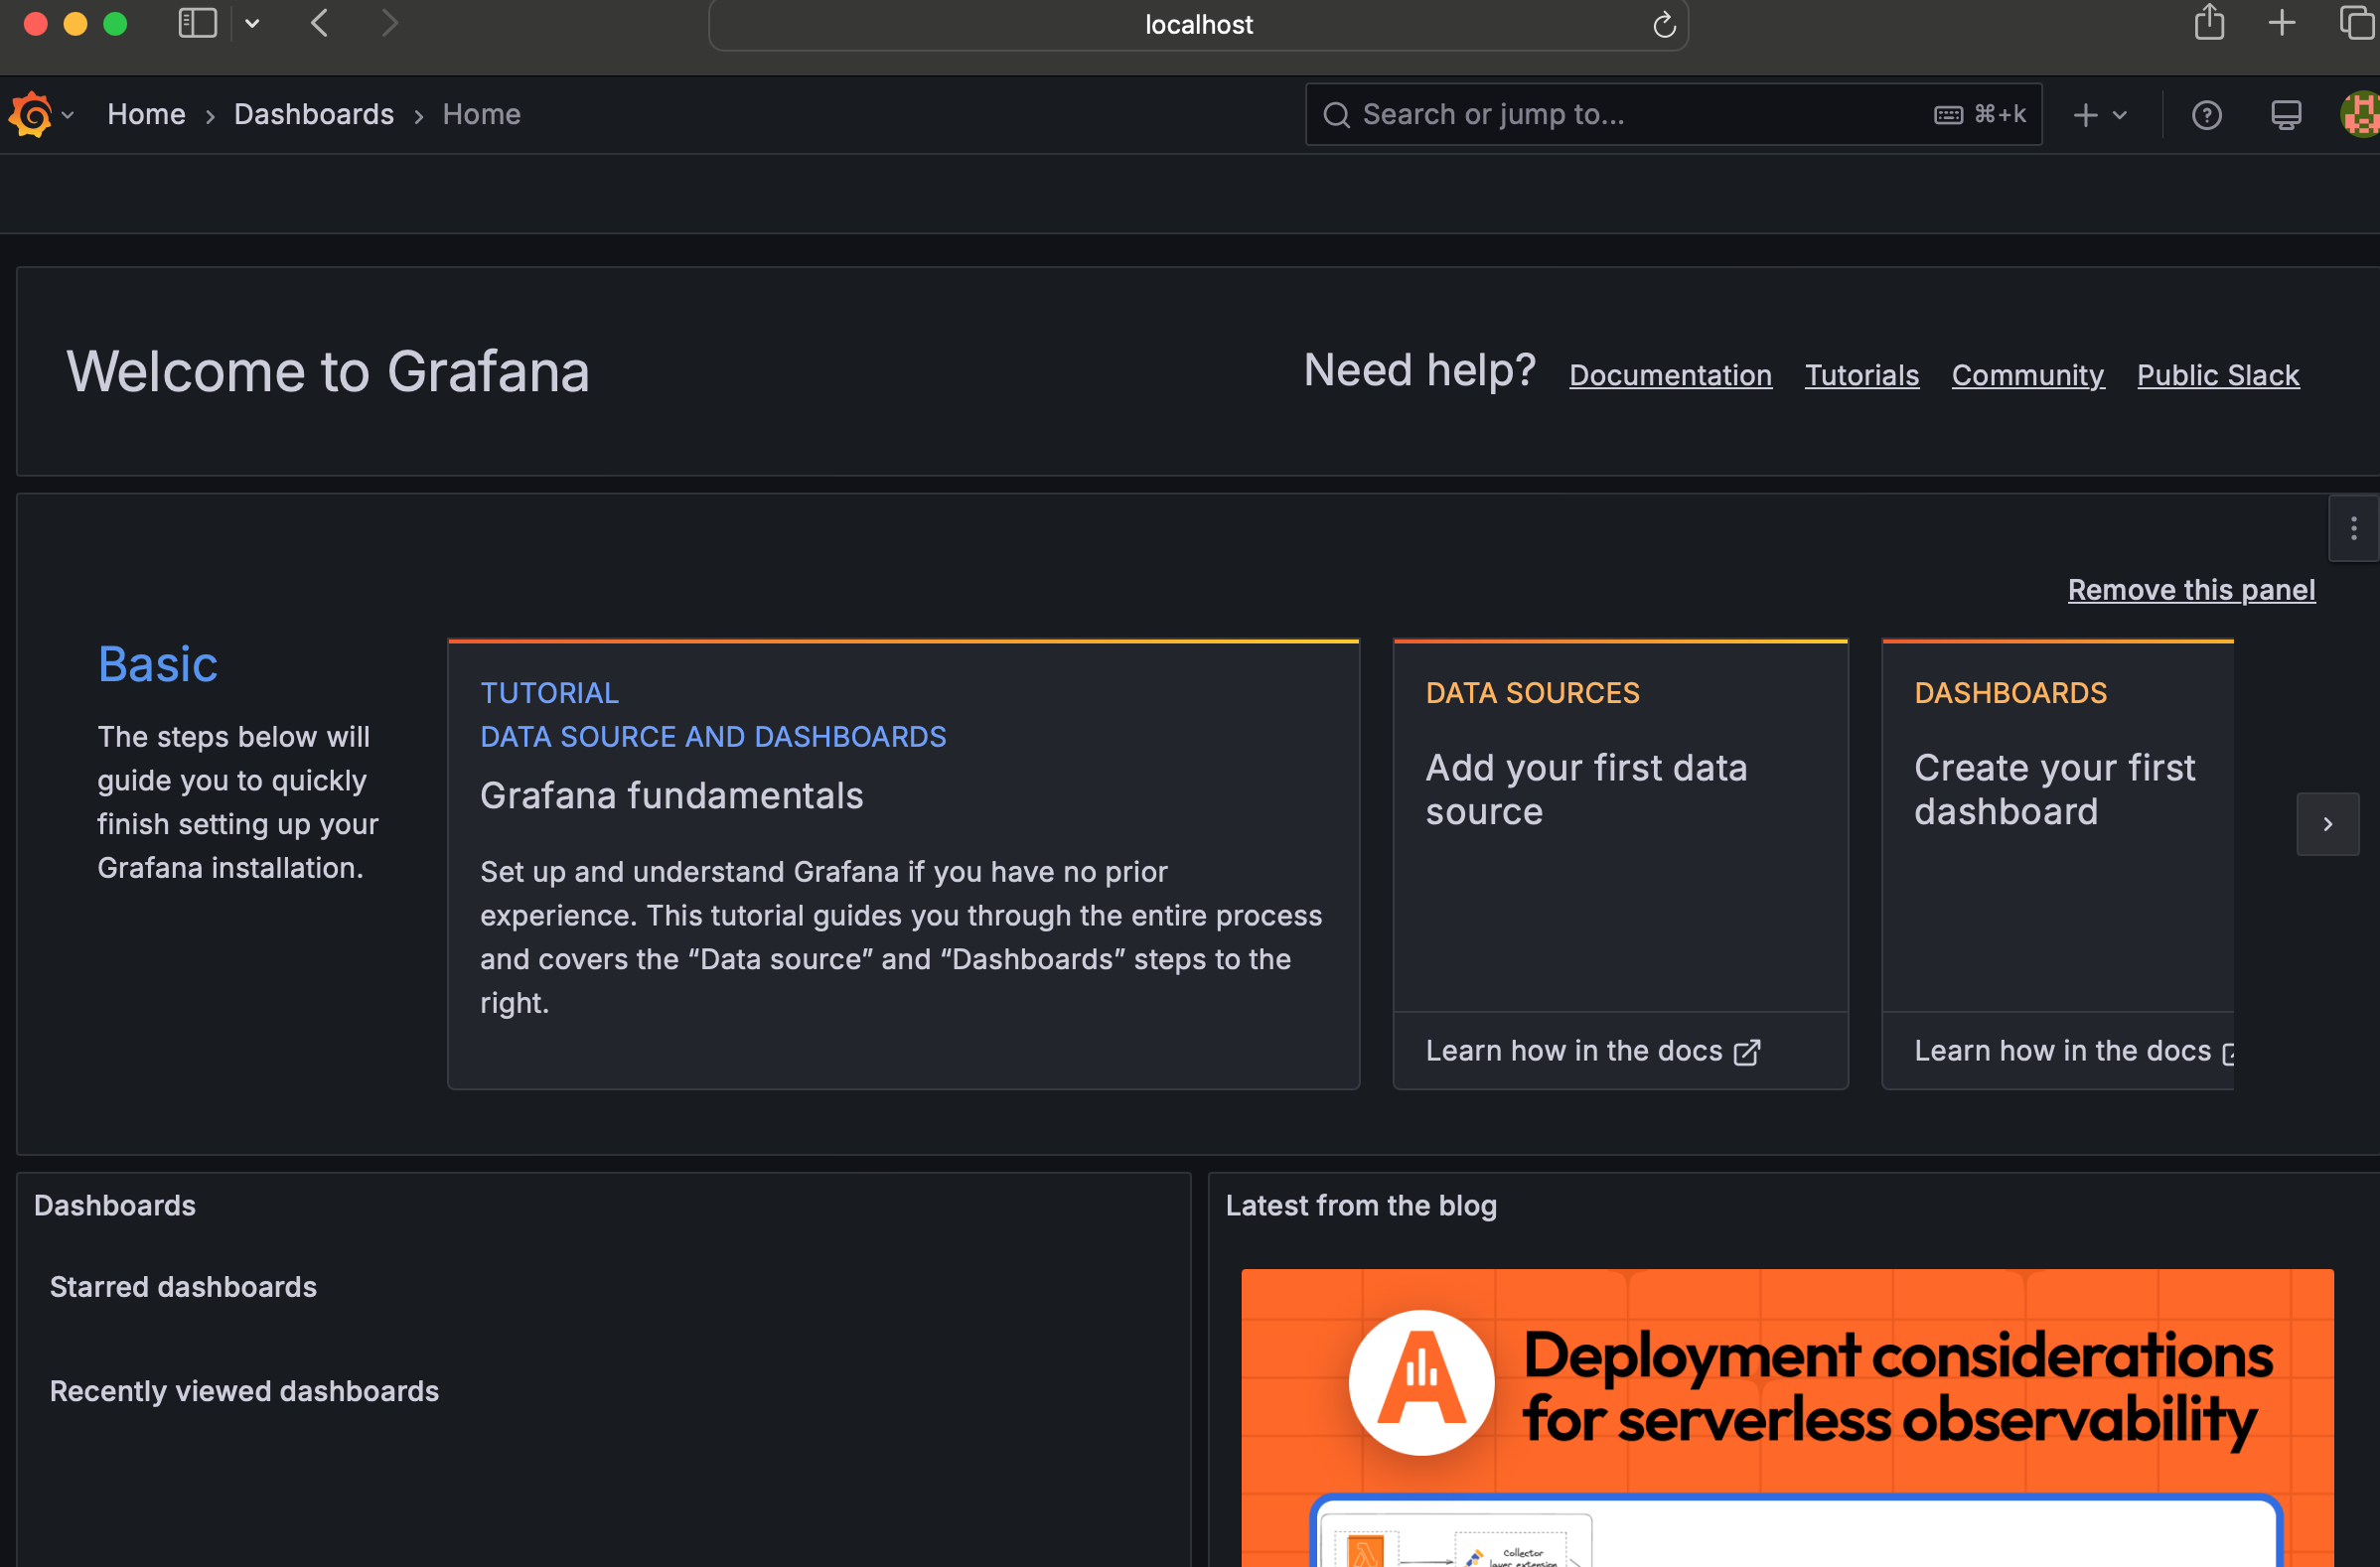 localhost
Home › Dashboards › Home
Search or jump to...
⌘+k
Welcome to Grafana
Need help?
Documentation
Tutorials
Community
Public Slack
Remove this panel
Basic
The steps below will
guide you to quickly
finish setting up your
Grafana installation.
TUTORIAL
DATA SOURCE AND DASHBOARDS
Grafana fundamentals
Set up and understand Grafana if you have no prior
experience. This tutorial guides you through the entire process
and covers the “Data source” and “Dashboards” steps to the
right.
DATA SOURCES
Add your first data
source
Learn how in the docs
DASHBOARDS
Create your first
dashboard
Learn how in the docs
Dashboards
Starred dashboards
Recently viewed dashboards
Latest from the blog
Deployment considerations
for serverless observability
Collector
layer extension